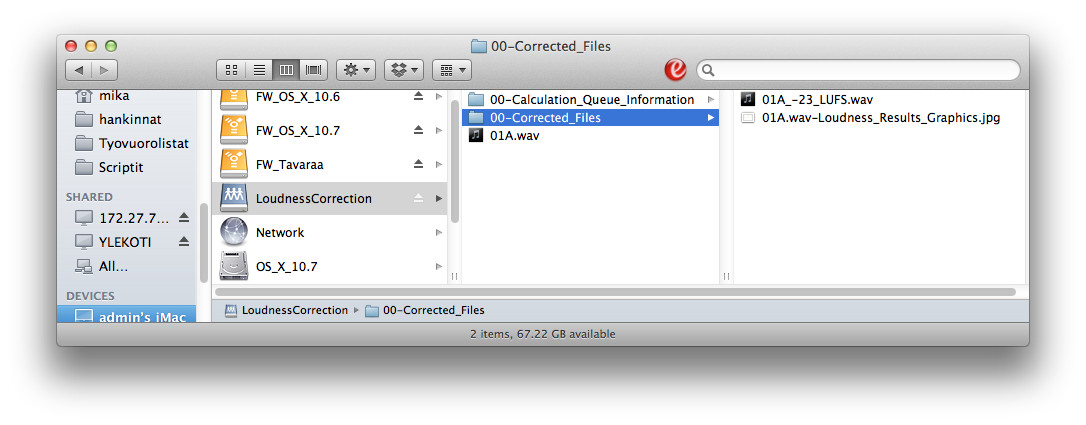 00-Corrected_Files
mika
hankinnat
Tyovuorolistat
Scriptit
SHARED
172.27.7...
YLEKOTI
All...
DEVICES
admin's iMac
FW_OS_X_10.6
FW_OS_X_10.7
FW_Tavaraa
LoudnessCorrection
Network
OS_X_10.7
00-Calculation_Queue_Information
00-Corrected_Files
01A.wav
01A_-23_LUFS.wav
01A.wav-Loudness_Results_Graphics.jpg
LoudnessCorrection 00-Corrected_Files
2 items, 67.22 GB available